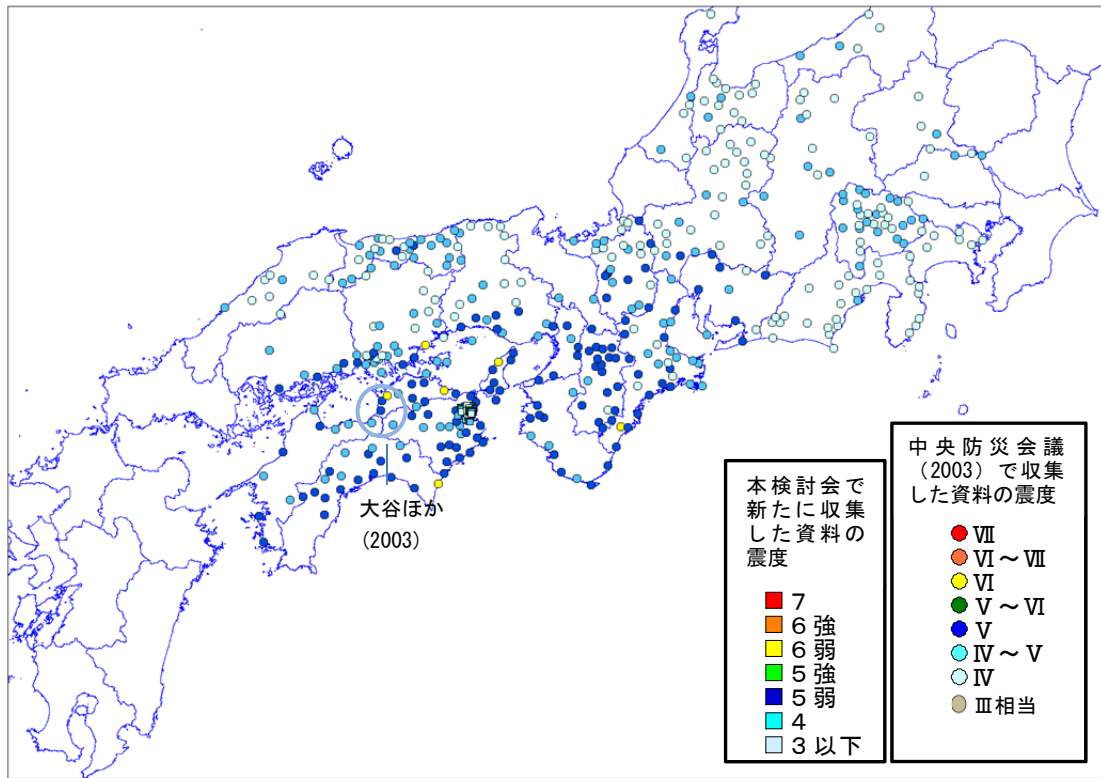 大谷ほか
(2003)
本検討会で
新たに収集
した資料の
震度
7
6強
6弱
5強
5弱
4
3以下
中央防災会議
(2003)で収集
した資料の震度
Ⅶ
Ⅵ～Ⅶ
Ⅵ
Ⅴ～Ⅵ
Ⅴ
Ⅳ～Ⅴ
Ⅳ
Ⅲ相当